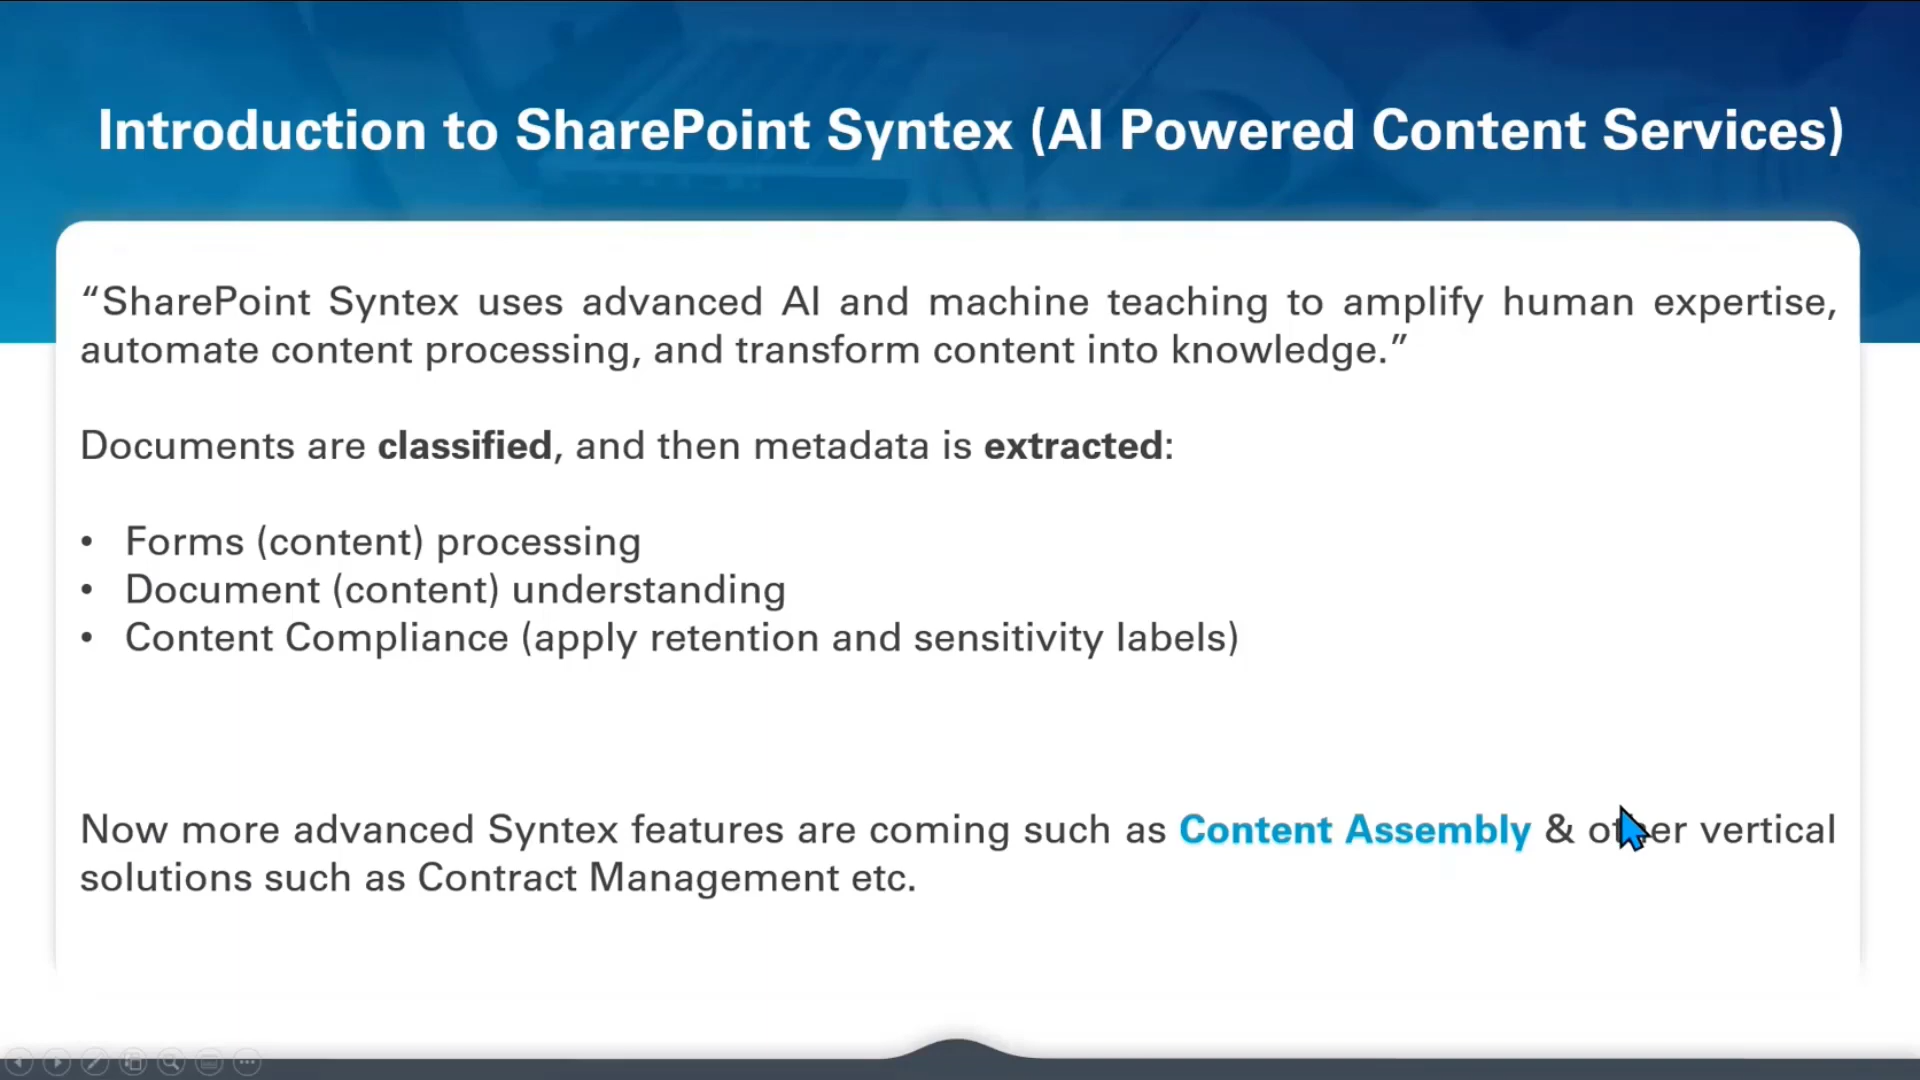 Introduction to SharePoint Syntex (AI Powered Content Services)
“SharePoint Syntex uses advanced AI and machine teaching to amplify human expertise,
automate content processing, and transform content into knowledge.”
Documents are classified, and then metadata is extracted:
• Forms (content) processing
• Document (content) understanding
• Content Compliance (apply retention and sensitivity labels)
Now more advanced Syntex features are coming such as Content Assembly & other vertical
solutions such as Contract Management etc.